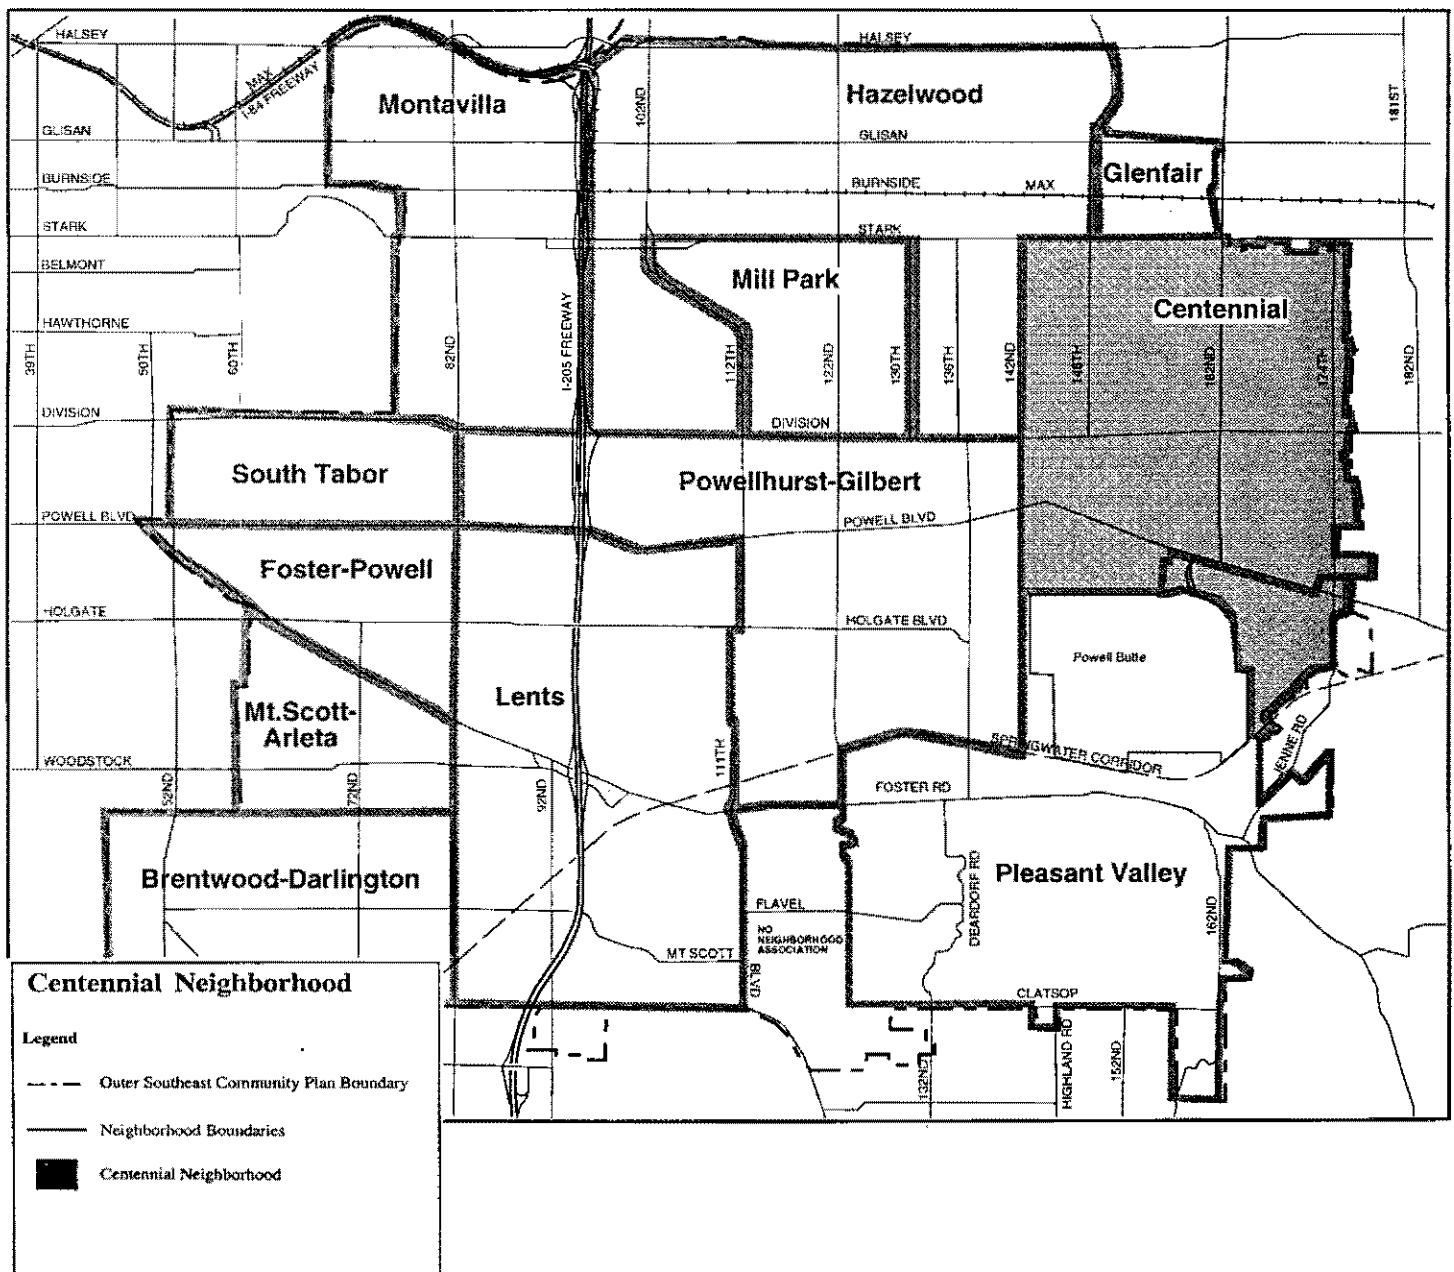 HALSEY
HALSEY
MAX
I-84 FREEWAY
Montavilla
102ND
Hazelwood
181ST
GLISAN
GLISAN
Glenfair
BURNSIDE
BURNSIDE
MAX
STARK
STARK
BELMONT
Mill Park
Centennial
HAWTHORNE
39TH
50TH
60TH
82ND
I-205 FREEWAY
112TH
122ND
130TH
136TH
142ND
148TH
162ND
174TH
182ND
DIVISION
DIVISION
South Tabor
Powellhurst-Gilbert
POWELL BLVD
POWELL BLVD
Foster-Powell
HOLGATE
HOLGATE BLVD
Powell Butte
Lents
Mt.Scott-
Arleta
111TH
SPRINGWATER CORRIDOR
JENNE RD
WOODSTOCK
52ND
72ND
92ND
FOSTER RD
Brentwood-Darlington
Pleasant Valley
DEARDORF RD
162ND
FLAVEL
NO
NEIGHBORHOOD
ASSOCIATION
MT SCOTT
BLVD
CLATSOP
132ND
HIGHLAND RD
152ND
Centennial Neighborhood
Legend
Outer Southeast Community Plan Boundary
Neighborhood Boundaries
Centennial Neighborhood